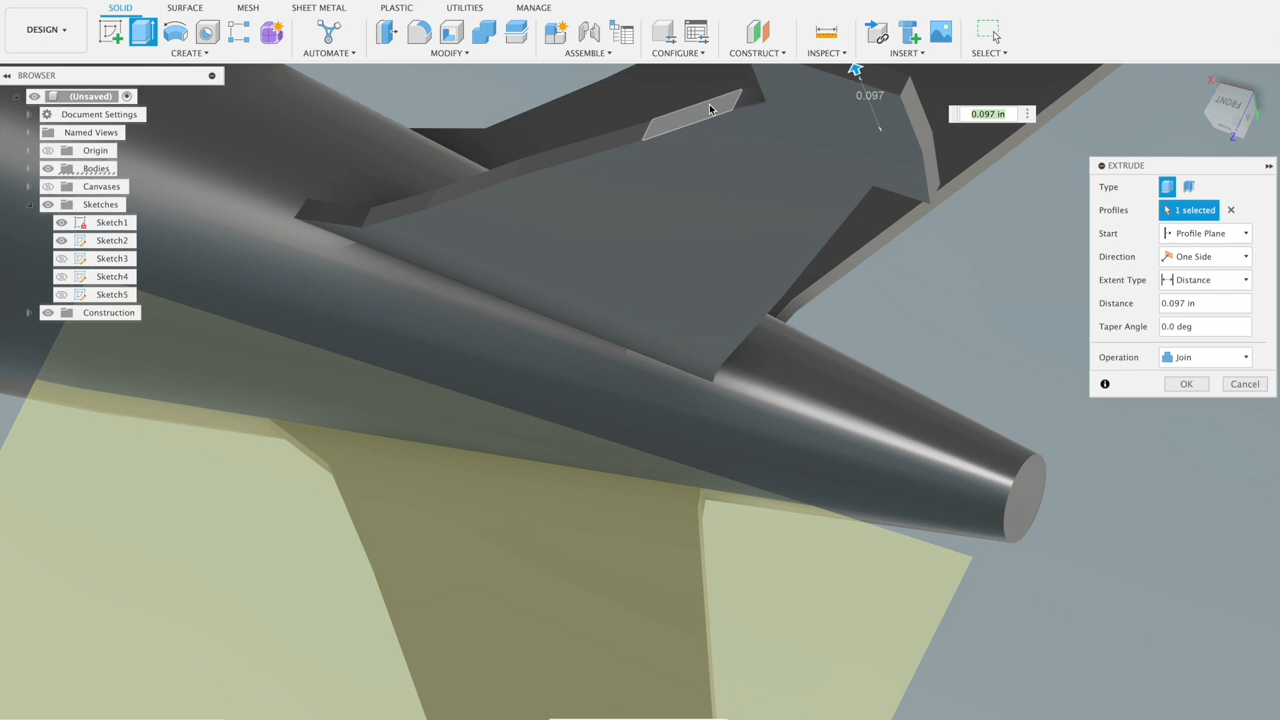 SOLID SURFACE MESH SHEET METAL PLASTIC UTILITIES MANAGE
DESIGN
CREATE AUTOMATE MODIFY ASSEMBLE CONFIGURE CONSTRUCT INSPECT INSERT SELECT
BROWSER
(Unsaved)
Document Settings
Named Views
Origin
Bodies
Canvases
Sketches
Sketch1
Sketch2
Sketch3
Sketch4
Sketch5
Construction
0.097
0.097 in
X
FRONT
Z
EXTRUDE
Type
Profiles 1 selected
Start Profile Plane
Direction One Side
Extent Type Distance
Distance 0.097 in
Taper Angle 0.0 deg
Operation Join
OK Cancel